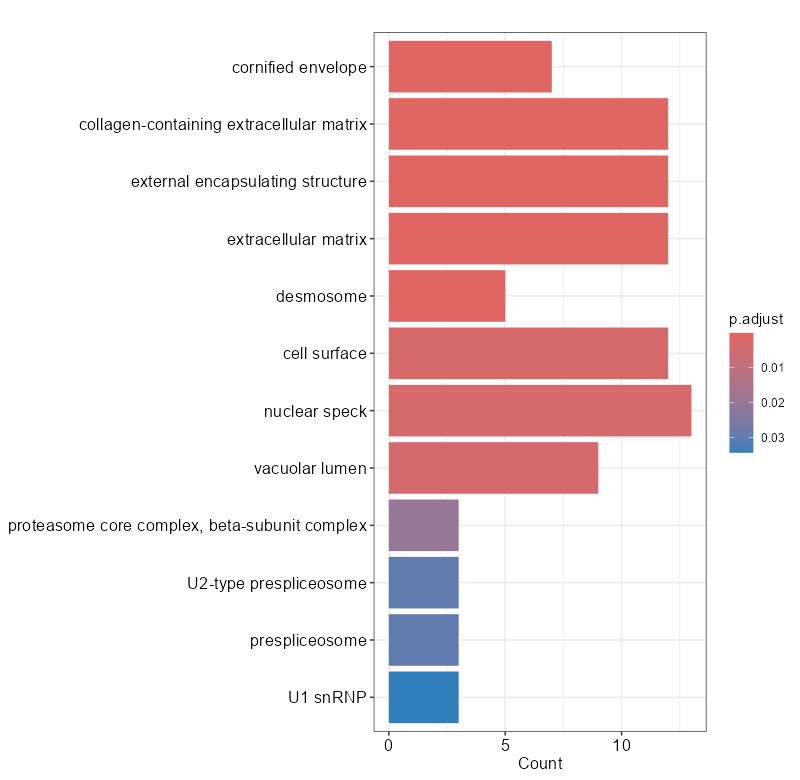 cornified envelope
collagen-containing extracellular matrix
external encapsulating structure
extracellular matrix
desmosome
cell surface
nuclear speck
vacuolar lumen
proteasome core complex, beta-subunit complex
U2-type prespliceosome
prespliceosome
U1 snRNP
0 5 10
Count
p.adjust
0.01
0.02
0.03